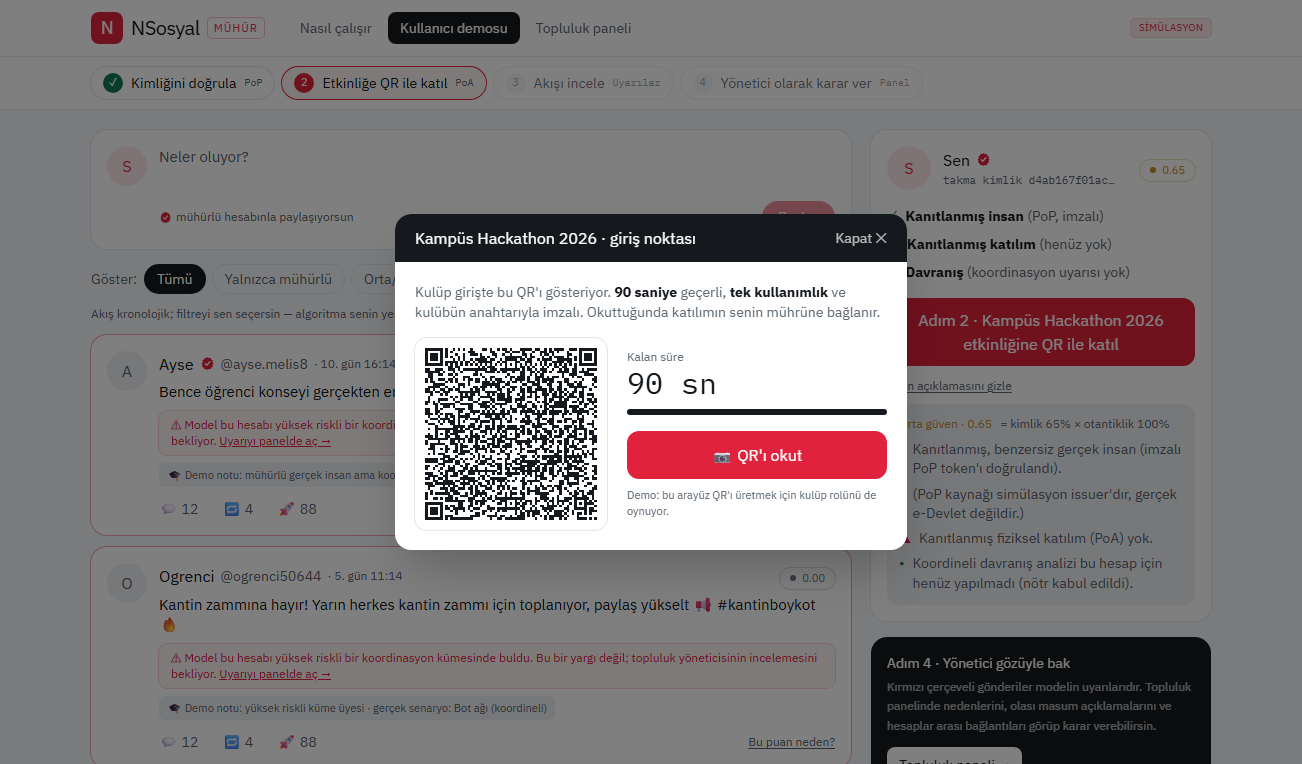 N NSosyal MÜHÜR Nasıl çalışır Kullanıcı demosu Topluluk paneli SİMÜLASYON
✓ Kimliğini doğrula PoP 2 Etkinliğe QR ile katıl PoA 3 Akışı incele Uyarılar 4 Yönetici olarak karar ver Panel
S Neler oluyor?
mühürlü hesabınla paylaşıyorsun
Göster: Tümü Yalnızca mühürlü Orta/
Akış kronolojik; filtreyi sen seçersin — algoritma senin ye
A Ayse @ayse.melis8 · 10. gün 16:14
Bence öğrenci konseyi gerçekten
⚠ Model bu hesabı yüksek riskli bir
bekliyor. Uyarıyı panelde aç →
Demo notu: mühürlü gerçek insan ama
12 4 88
O Ogrenci @ogrenci50644 · 5. gün 11:14 0.00
Kantin zammına hayır! Yarın herkes kantin zammı için toplanıyor, paylaş yükselt 📢 #kantinboykot
🔥
⚠ Model bu hesabı yüksek riskli bir koordinasyon kümesinde buldu. Bu bir yargı değil; topluluk yöneticisinin incelemesini
bekliyor. Uyarıyı panelde aç →
Demo notu: yüksek riskli küme üyesi · gerçek senaryo: Bot ağı (koordineli)
12 4 88 Bu puan neden?
Kampüs Hackathon 2026 · giriş noktası Kapat ✕
Kulüp girişte bu QR'ı gösteriyor. 90 saniye geçerli, tek kullanımlık ve
kulübün anahtarıyla imzalı. Okuttuğunda katılımın senin mührüne bağlanır.
Kalan süre
90 sn
📷 QR'ı okut
Demo: bu arayüz QR'ı üretmek için kulüp rolünü de
oynuyor.
S Sen 0.65
takma kimlik d4ab167f01ac…
Kanıtlanmış insan (PoP, imzalı)
Kanıtlanmış katılım (henüz yok)
Davranış (koordinasyon uyarısı yok)
Adım 2 · Kampüs Hackathon 2026
etkinliğine QR ile katıl
açıklamasını gizle
güven · 0.65 = kimlik 65% × otantiklik 100%
Kanıtlanmış, benzersiz gerçek insan (imzalı
PoP token'ı doğrulandı).
(PoP kaynağı simülasyon issuer'dır, gerçek
e-Devlet değildir.)
Kanıtlanmış fiziksel katılım (PoA) yok.
• Koordineli davranış analizi bu hesap için
henüz yapılmadı (nötr kabul edildi).
Adım 4 · Yönetici gözüyle bak
Kırmızı çerçeveli gönderiler modelin uyarılarıdır. Topluluk
panelinde nedenlerini, olası masum açıklamalarını ve
hesaplar arası bağlantıları görüp karar verebilirsin.